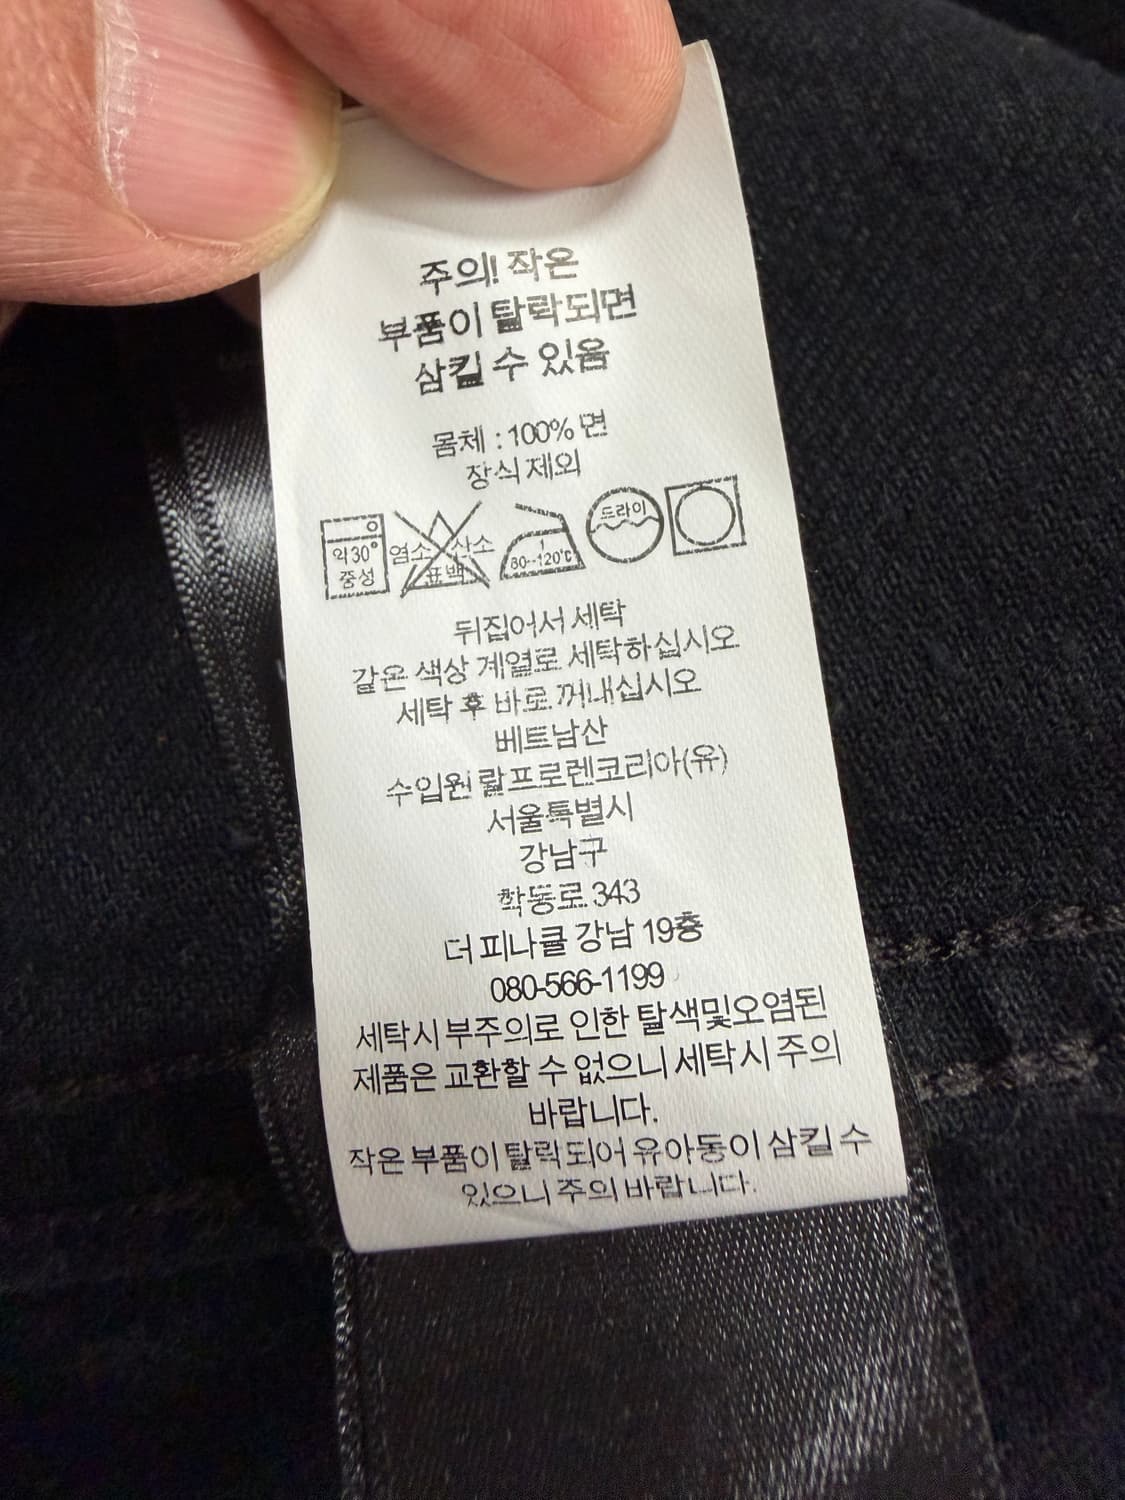 주의! 작은
부품이 탈락되면
삼킬 수 있음
몸체 : 100% 면
장식 제외
약30° 중성
염소 산소 표백
1 80--120℃
드라이
뒤집어서 세탁
같은 색상 계열로 세탁하십시오
세탁 후 바로 꺼내십시오
베트남산
수입원 랄프로렌코리아(유)
서울특별시
강남구
학동로 343
더 피나클 강남 19층
080-566-1199
세탁시 부주의로 인한 탈색및오염된
제품은 교환할 수 없으니 세탁시 주의
바랍니다.
작은 부품이 탈락되어 유아동이 삼킬 수
있으니 주의 바랍니다.